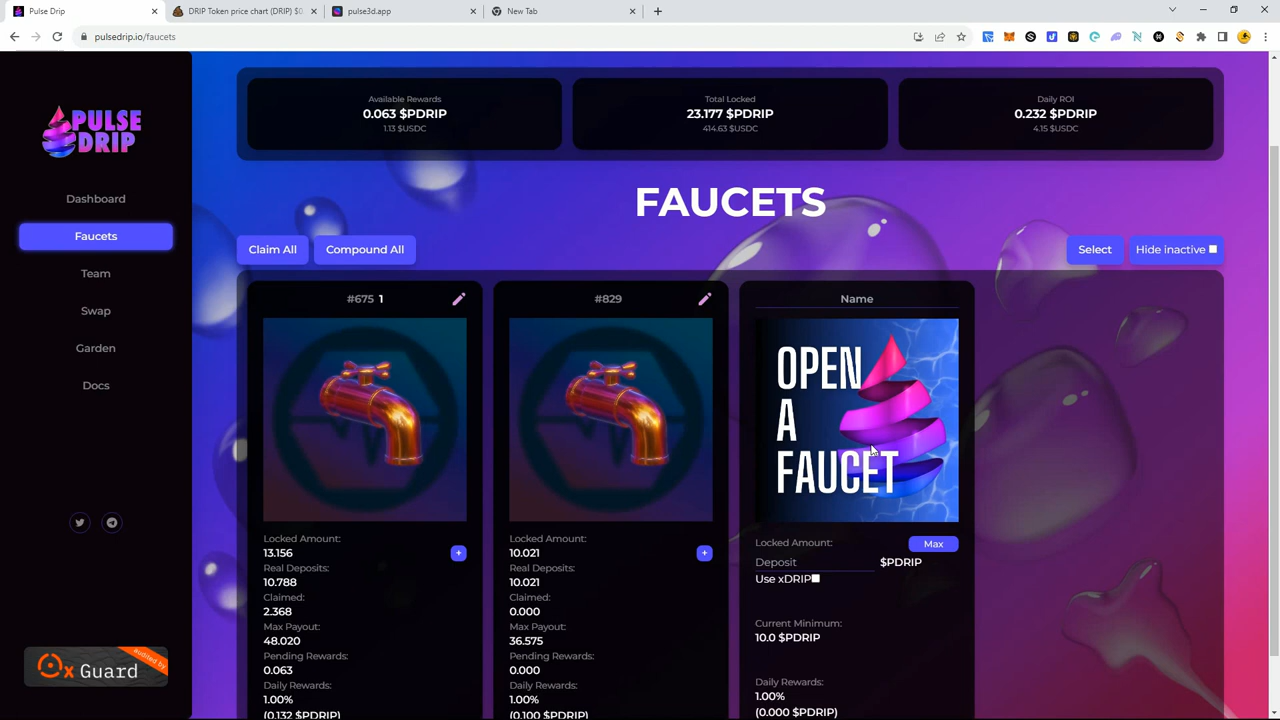 Pulse Drip
DRIP Token price chart (DRIP) $0
pulse3d.app
New Tab
pulsedrip.io/faucets
PULSE
DRIP
Dashboard
Faucets
Team
Swap
Garden
Docs
Ox Guard
audited by
Available Rewards
0.063 $PDRIP
1.13 $USDC
Total Locked
23.177 $PDRIP
414.63 $USDC
Daily ROI
0.232 $PDRIP
4.15 $USDC
FAUCETS
Claim All
Compound All
Select
Hide inactive
#675 1
Locked Amount:
13.156
+
Real Deposits:
10.788
Claimed:
2.368
Max Payout:
48.020
Pending Rewards:
0.063
Daily Rewards:
1.00%
(0.132 $PDRIP)
#829
Locked Amount:
10.021
+
Real Deposits:
10.021
Claimed:
0.000
Max Payout:
36.575
Pending Rewards:
0.000
Daily Rewards:
1.00%
(0.100 $PDRIP)
Name
OPEN
A
FAUCET
Locked Amount:
Max
Deposit $PDRIP
Use xDRIP
Current Minimum:
10.0 $PDRIP
Daily Rewards:
1.00%
(0.000 $PDRIP)